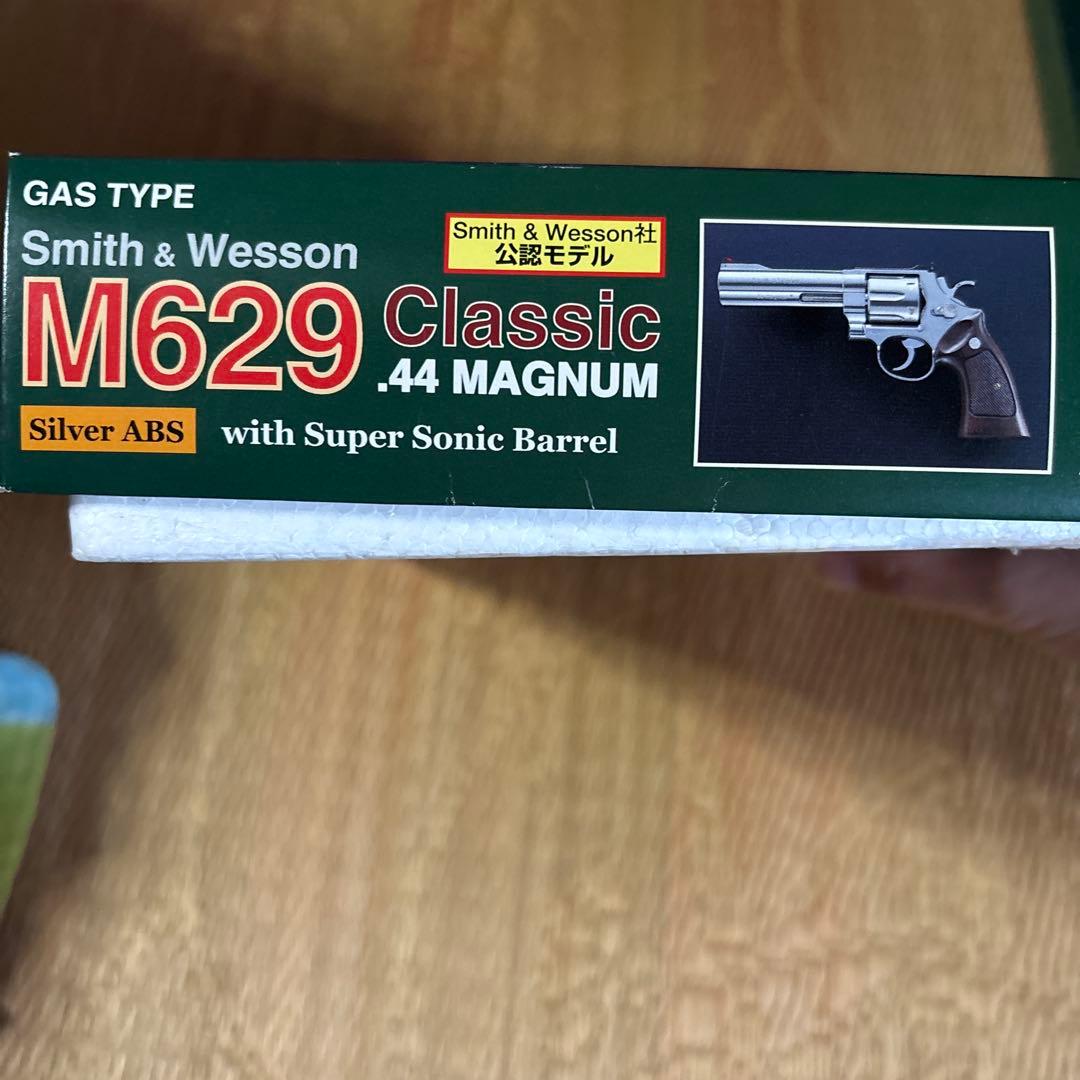 GAS TYPE
Smith & Wesson
M629 Classic
.44 MAGNUM
Smith & Wesson社
公認モデル
Silver ABS
with Super Sonic Barrel